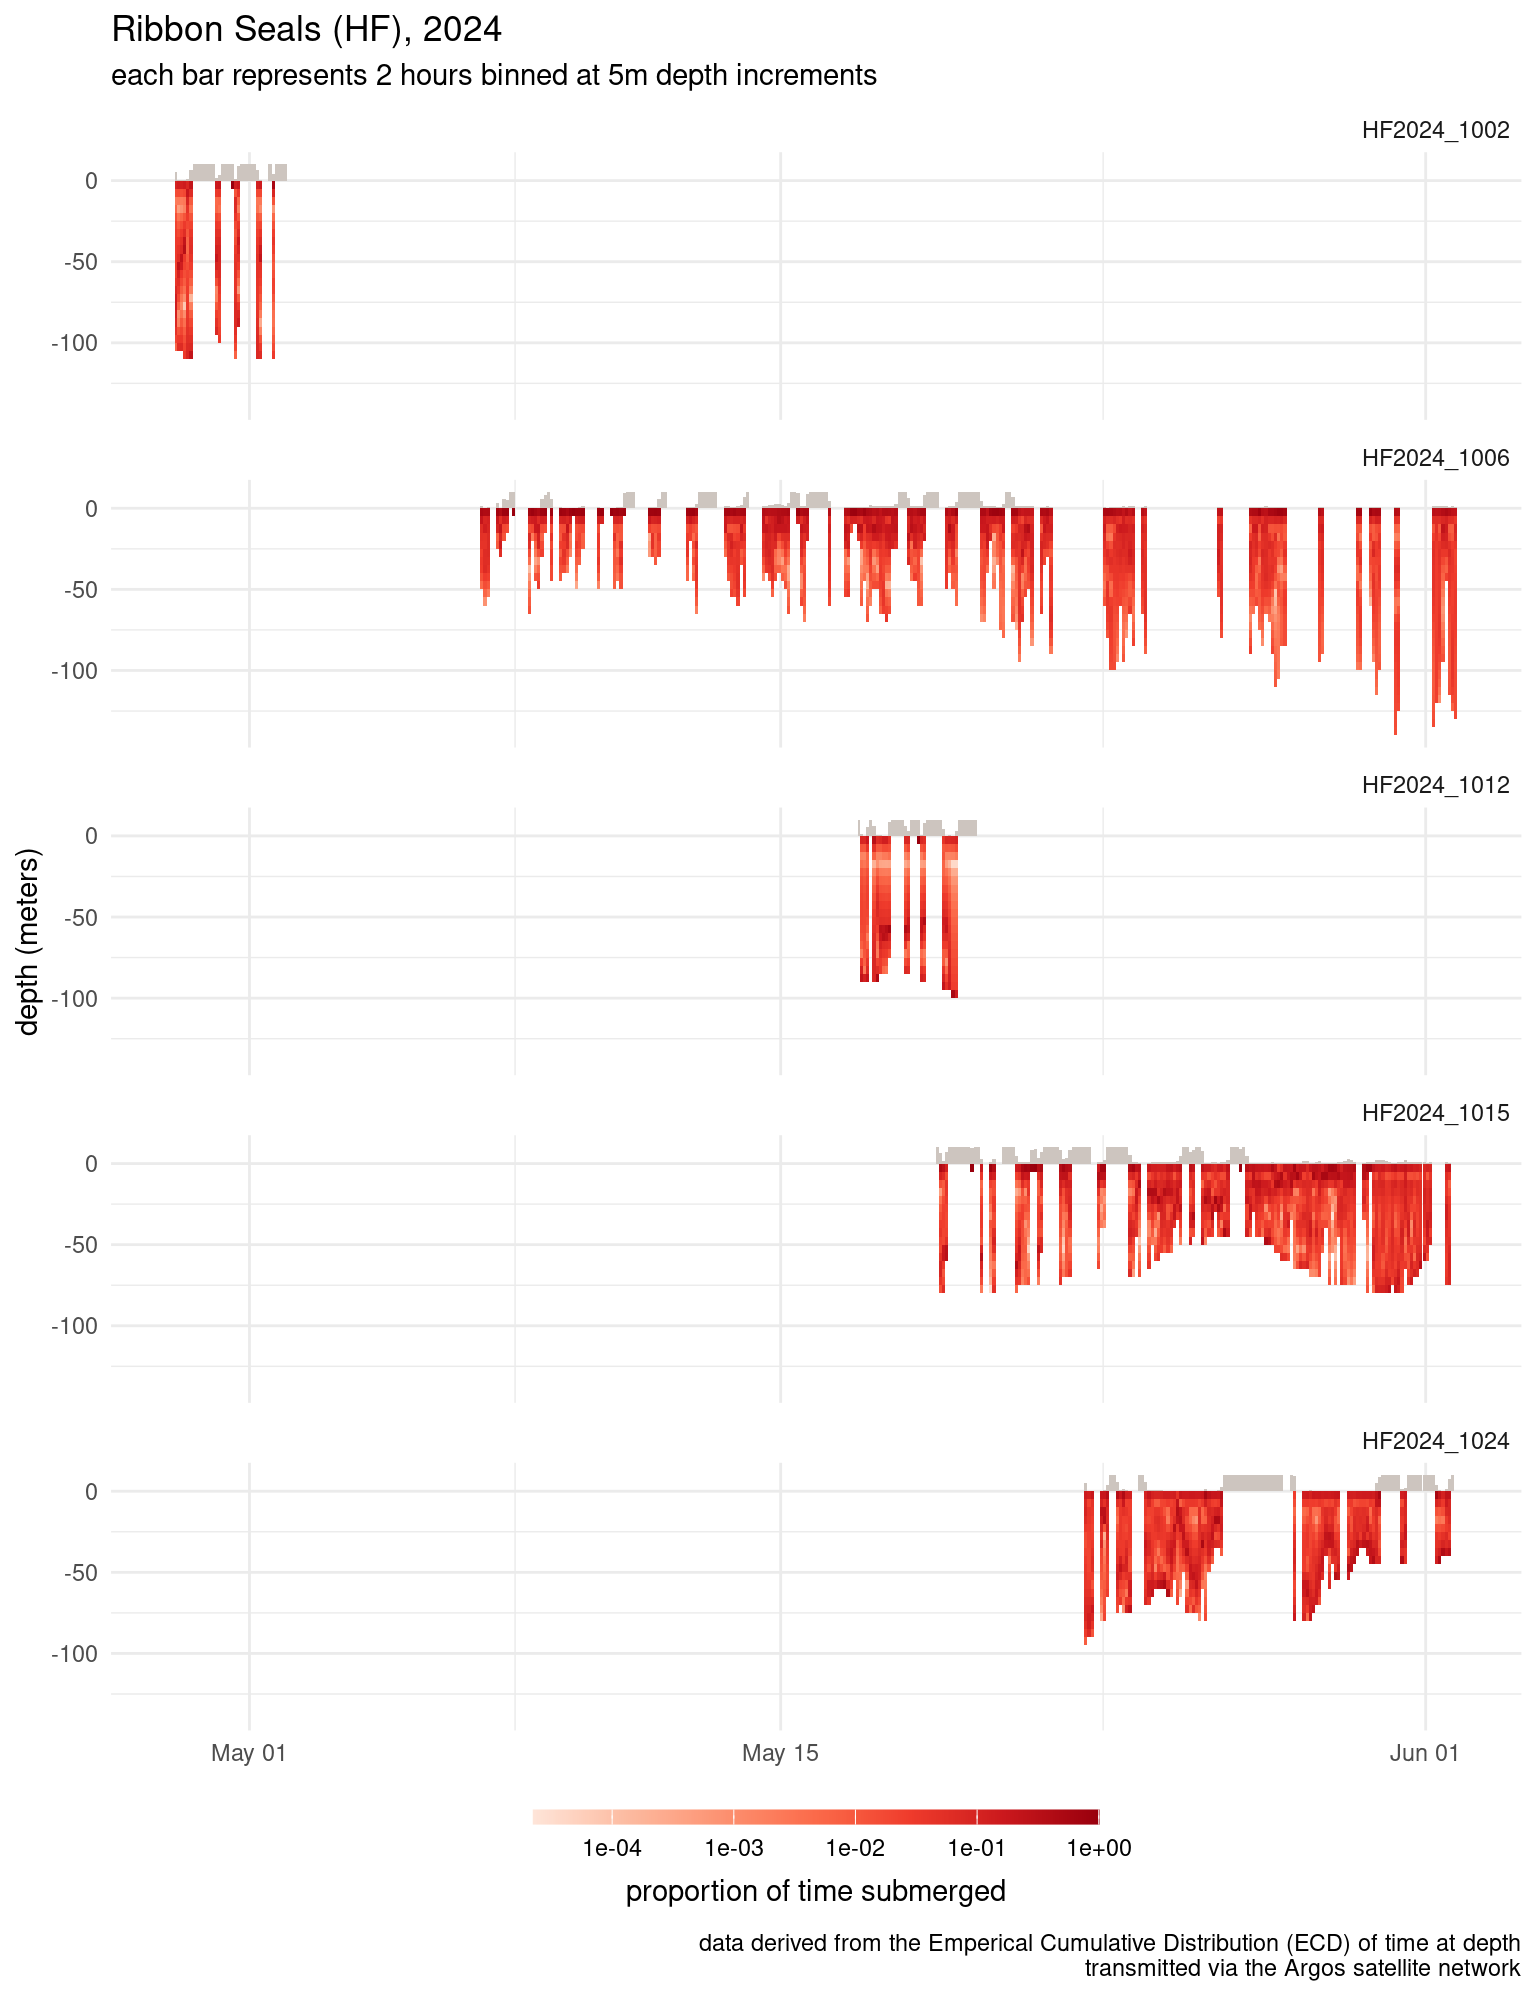 Ribbon Seals (HF), 2024
each bar represents 2 hours binned at 5m depth increments
HF2024_1002
0
-50
-100
HF2024_1006
0
-50
-100
HF2024_1012
0
-50
-100
depth (meters)
HF2024_1015
0
-50
-100
HF2024_1024
0
-50
-100
May 01 May 15 Jun 01
1e-04 1e-03 1e-02 1e-01 1e+00
proportion of time submerged
data derived from the Emperical Cumulative Distribution (ECD) of time at depth
transmitted via the Argos satellite network